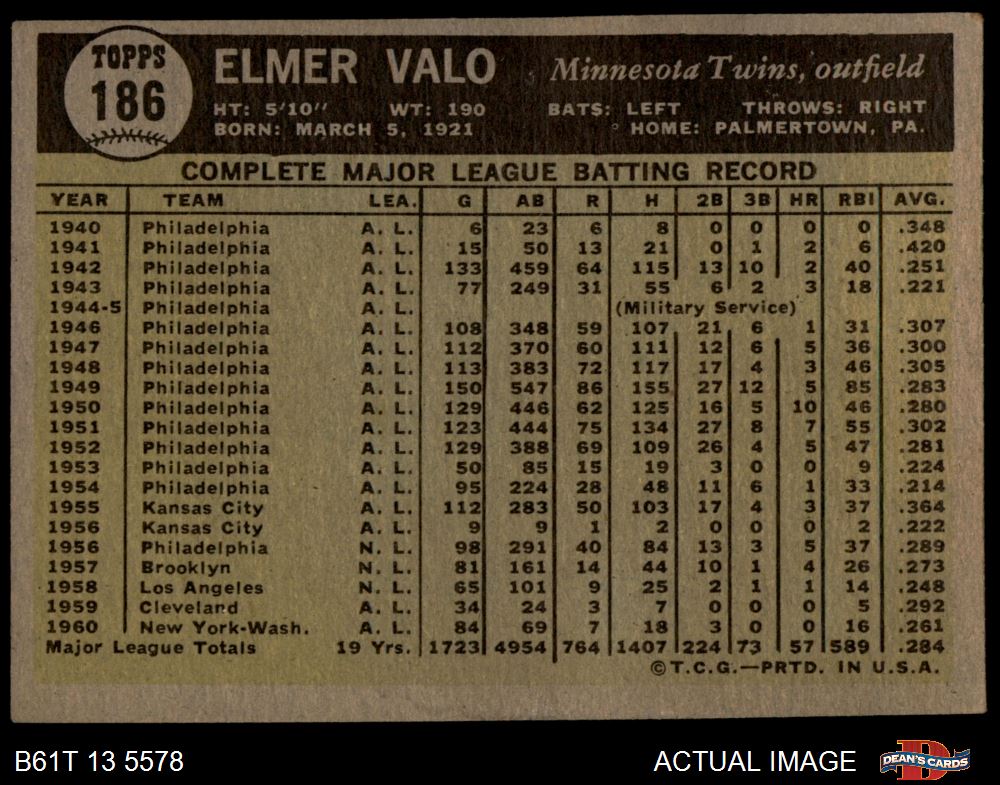 TOPPS
186
ELMER VALO Minnesota Twins, outfield
HT: 5'10" WT: 190 BATS: LEFT THROWS: RIGHT
BORN: MARCH 5, 1921 HOME: PALMERTOWN, PA.
COMPLETE MAJOR LEAGUE BATTING RECORD
YEAR TEAM LEA. G AB R H 2B 3B HR RBI AVG.
1940 Philadelphia A. L. 6 23 6 8 0 0 0 0 .348
1941 Philadelphia A. L. 15 50 13 21 0 1 2 6 .420
1942 Philadelphia A. L. 133 459 64 115 13 10 2 40 .251
1943 Philadelphia A. L. 77 249 31 55 6 2 3 18 .221
1944-5 Philadelphia A. L. (Military Service)
1946 Philadelphia A. L. 108 348 59 107 21 6 1 31 .307
1947 Philadelphia A. L. 112 370 60 111 12 6 5 36 .300
1948 Philadelphia A. L. 113 383 72 117 17 4 3 46 .305
1949 Philadelphia A. L. 150 547 86 155 27 12 5 85 .283
1950 Philadelphia A. L. 129 446 62 125 16 5 10 46 .280
1951 Philadelphia A. L. 123 444 75 134 27 8 7 55 .302
1952 Philadelphia A. L. 129 388 69 109 26 4 5 47 .281
1953 Philadelphia A. L. 50 85 15 19 3 0 0 9 .224
1954 Philadelphia A. L. 95 224 28 48 11 6 1 33 .214
1955 Kansas City A. L. 112 283 50 103 17 4 3 37 .364
1956 Kansas City A. L. 9 9 1 2 0 0 0 2 .222
1956 Philadelphia N. L. 98 291 40 84 13 3 5 37 .289
1957 Brooklyn N. L. 81 161 14 44 10 1 4 26 .273
1958 Los Angeles N. L. 65 101 9 25 2 1 1 14 .248
1959 Cleveland A. L. 34 24 3 7 0 0 0 5 .292
1960 New York-Wash. A. L. 84 69 7 18 3 0 0 16 .261
Major League Totals 19 Yrs. 1723 4954 764 1407 224 73 57 589 .284
©T.C.G.—PRTD. IN U.S.A.
B61T 13 5578 ACTUAL IMAGE DEAN'S CARDS